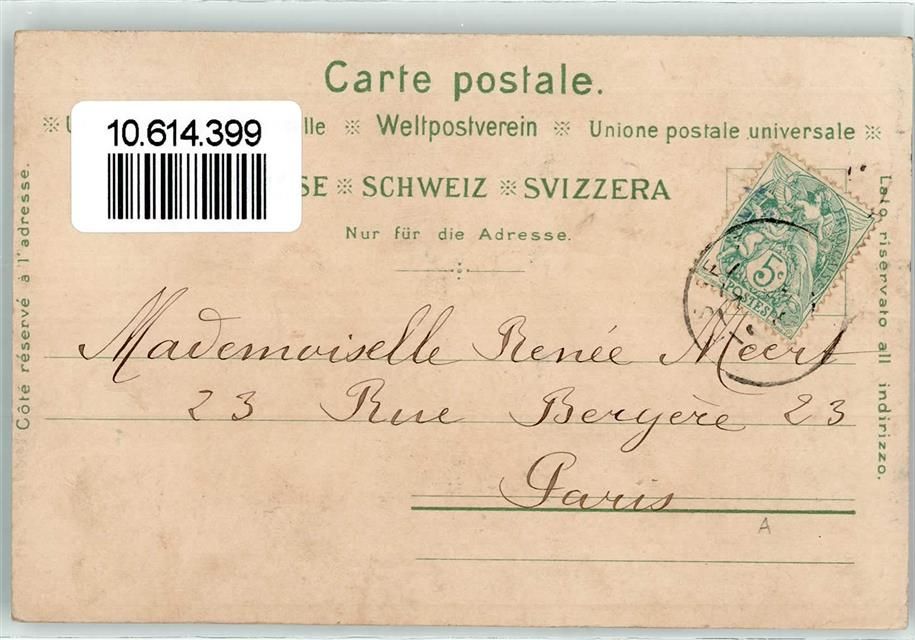 Carte postale.
10.614.399
lle ※ Weltpostverein ※ Unione postale universale ※
SE ※ SCHWEIZ ※ SVIZZERA
Nur für die Adresse.
Côté réservé à l'adresse.
Lato riservato all indirizzo.
5c
POSTES
Mademoiselle Renée Meert
23 Rue Bergère 23
Paris
A